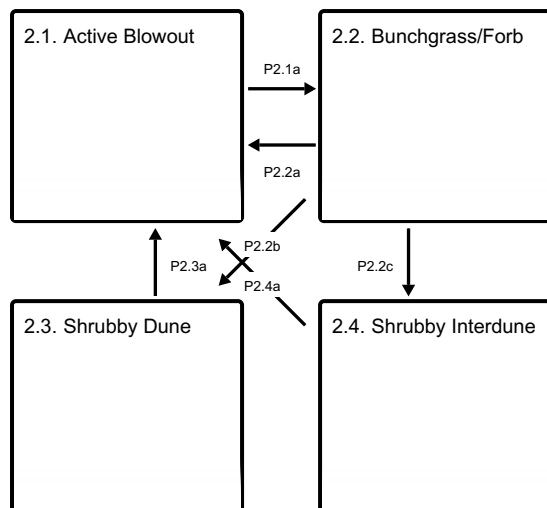 2.1. Active Blowout
2.2. Bunchgrass/Forb
P2.1a
P2.2a
P2.2b
P2.3a
P2.2c
P2.4a
2.3. Shrubby Dune
2.4. Shrubby Interdune